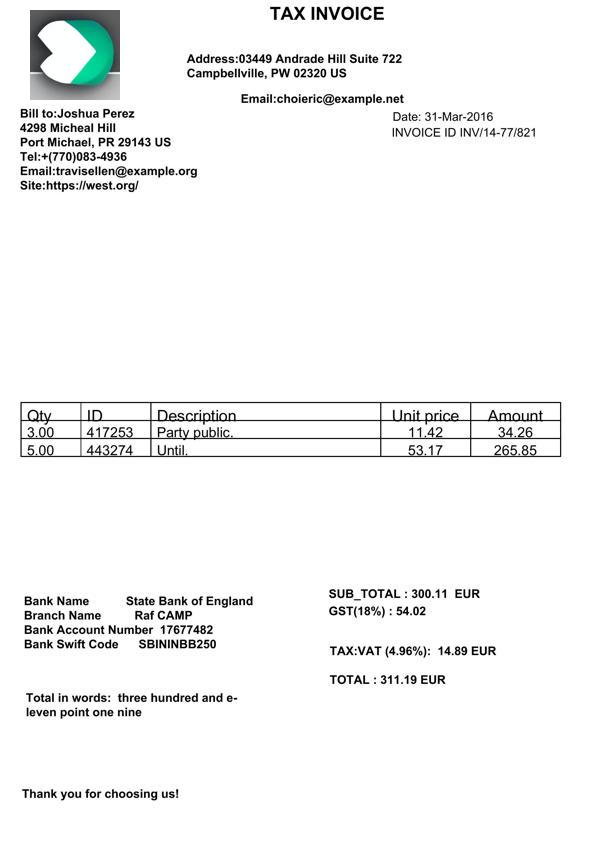 TAX INVOICE
Address:03449 Andrade Hill Suite 722
Campbellville, PW 02320 US
Email:choieric@example.net
Bill to:Joshua Perez
4298 Micheal Hill
Port Michael, PR 29143 US
Tel:+(770)083-4936
Email:travisellen@example.org
Site:https://west.org/
Date: 31-Mar-2016
INVOICE ID INV/14-77/821
Qty ID Description Unit price Amount
3.00 417253 Party public. 11.42 34.26
5.00 443274 Until. 53.17 265.85
Bank Name State Bank of England
Branch Name Raf CAMP
Bank Account Number 17677482
Bank Swift Code SBININBB250
SUB_TOTAL : 300.11 EUR
GST(18%) : 54.02
TAX:VAT (4.96%): 14.89 EUR
TOTAL : 311.19 EUR
Total in words: three hundred and e-
leven point one nine
Thank you for choosing us!